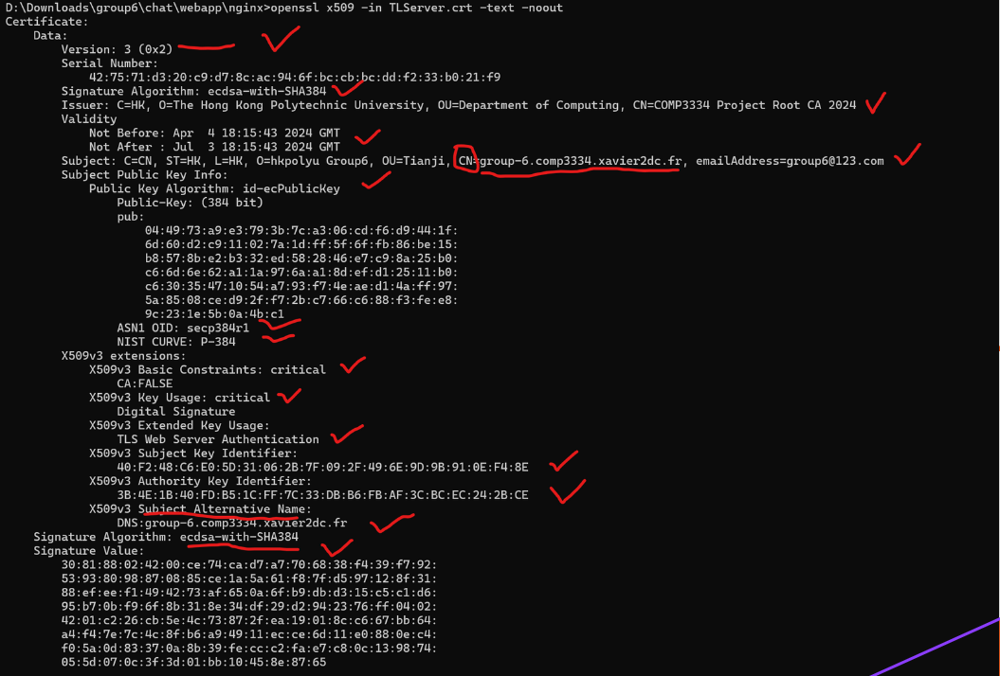 D:\Downloads\group6\chat\webapp\nginx>openssl x509 -in TLServer.crt -text -noout
Certificate:
Data:
Version: 3 (0x2)
Serial Number:
42:75:71:d3:20:c9:d7:8c:ac:94:6f:bc:cb:bc:dd:f2:33:b0:21:f9
Signature Algorithm: ecdsa-with-SHA384
Issuer: C=HK, O=The Hong Kong Polytechnic University, OU=Department of Computing, CN=COMP3334 Project Root CA 2024
Validity
Not Before: Apr  4 18:15:43 2024 GMT
Not After : Jul  3 18:15:43 2024 GMT
Subject: C=CN, ST=HK, L=HK, O=hkpolyu Group6, OU=Tianji, CN=group-6.comp3334.xavier2dc.fr, emailAddress=group6@123.com
Subject Public Key Info:
Public Key Algorithm: id-ecPublicKey
Public-Key: (384 bit)
pub:
04:49:73:a9:e3:79:3b:7c:a3:06:cd:f6:d9:44:1f:
6d:60:d2:c9:11:02:7a:1d:ff:5f:6f:fb:86:be:15:
b8:57:8b:e2:b3:32:ed:58:28:46:e7:c9:8a:25:b0:
c6:6d:6e:62:a1:1a:97:6a:a1:8d:ef:d1:25:11:b0:
c6:30:35:47:10:54:a7:93:f7:4e:ae:d1:4a:ff:97:
5a:85:08:ce:d9:2f:f7:2b:c7:66:c6:88:f3:fe:e8:
9c:23:1e:5b:0a:4b:c1
ASN1 OID: secp384r1
NIST CURVE: P-384
X509v3 extensions:
X509v3 Basic Constraints: critical
CA:FALSE
X509v3 Key Usage: critical
Digital Signature
X509v3 Extended Key Usage:
TLS Web Server Authentication
X509v3 Subject Key Identifier:
40:F2:48:C6:E0:5D:31:06:2B:7F:09:2F:49:6E:9D:9B:91:0E:F4:8E
X509v3 Authority Key Identifier:
3B:4E:1B:40:FD:B5:1C:FF:7C:33:DB:B6:FB:AF:3C:BC:EC:24:2B:CE
X509v3 Subject Alternative Name:
DNS:group-6.comp3334.xavier2dc.fr
Signature Algorithm: ecdsa-with-SHA384
Signature Value:
30:81:88:02:42:00:ce:74:ca:d7:a7:70:68:38:f4:39:f7:92:
53:93:80:98:87:08:85:ce:1a:5a:61:f8:7f:d5:97:12:8f:31:
88:ef:ee:f1:49:42:73:af:65:0a:6f:b9:db:d3:15:c5:c1:d6:
95:b7:0b:f9:6f:8b:31:8e:34:df:29:d2:94:23:76:ff:04:02:
42:01:c2:26:cb:5e:4c:73:87:2f:ea:19:01:8c:c6:67:bb:64:
a4:f4:7e:7c:4c:8f:b6:a9:49:11:ec:ce:6d:11:e0:88:0e:c4:
f0:5a:0d:83:37:0a:8b:39:fe:cc:c2:fa:e7:c8:0c:13:98:74:
05:5d:07:0c:3f:3d:01:bb:10:45:8e:87:65